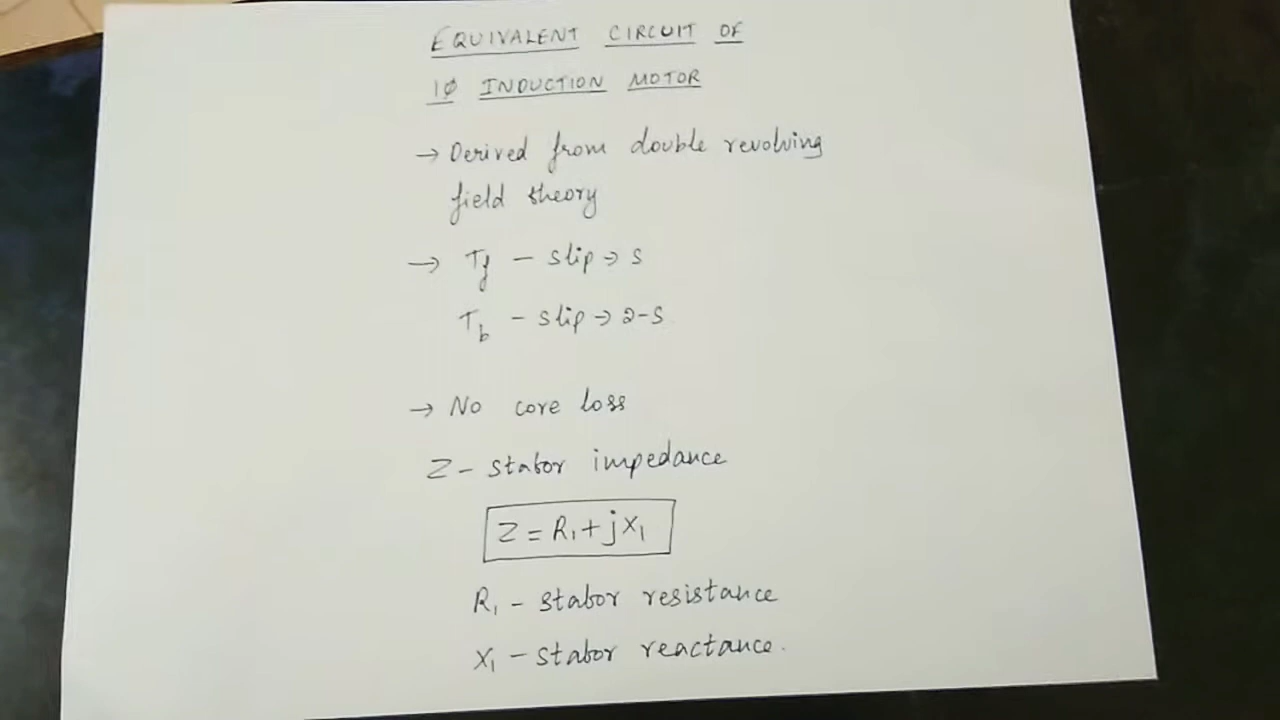 EQUIVALENT CIRCUIT OF
1φ INDUCTION MOTOR
→ Derived from double revolving
field theory
→ Tf - slip → s
Tb - slip → 2-s
→ No core loss
Z - stator impedance
Z = R1 + jX1
R1 - stator resistance
X1 - stator reactance.